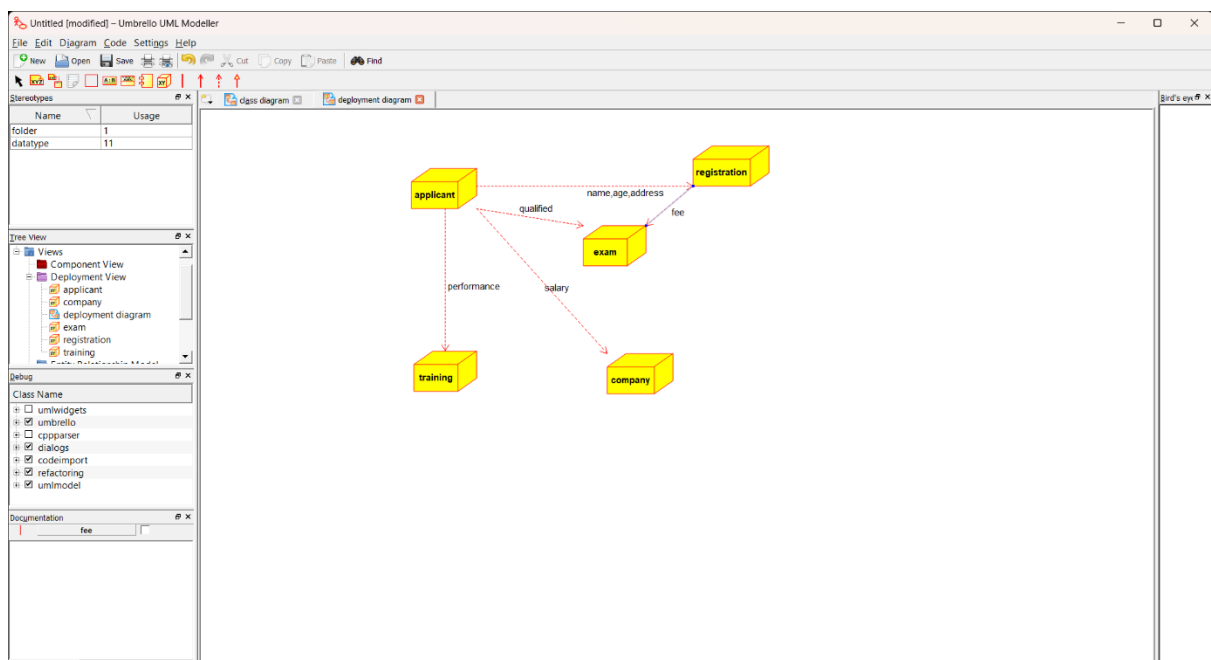 Untitled [modified] – Umbrello UML Modeller
File Edit Diagram Code Settings Help
New Open Save Cut Copy Paste Find
Stereotypes
class diagram deployment diagram
Bird's eye
Name Usage
folder 1
datatype 11
registration
applicant
name,age,address
qualified
fee
exam
performance
salary
training
company
Tree View
Views
Component View
Deployment View
applicant
company
deployment diagram
exam
registration
training
Entity Relationship Model
Debug
Class Name
umlwidgets
umbrello
cppparser
dialogs
codeimport
refactoring
umlmodel
Documentation
fee